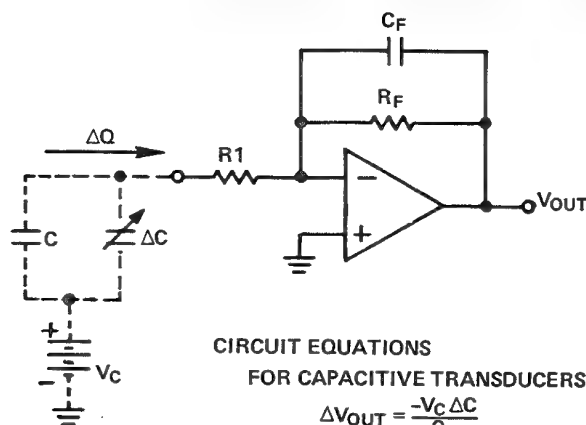 C_F
R_F
ΔQ
R1
−
+
V_OUT
C
ΔC
+
-
V_C
CIRCUIT EQUATIONS
FOR CAPACITIVE TRANSDUCERS
ΔV_OUT = -V_C ΔC